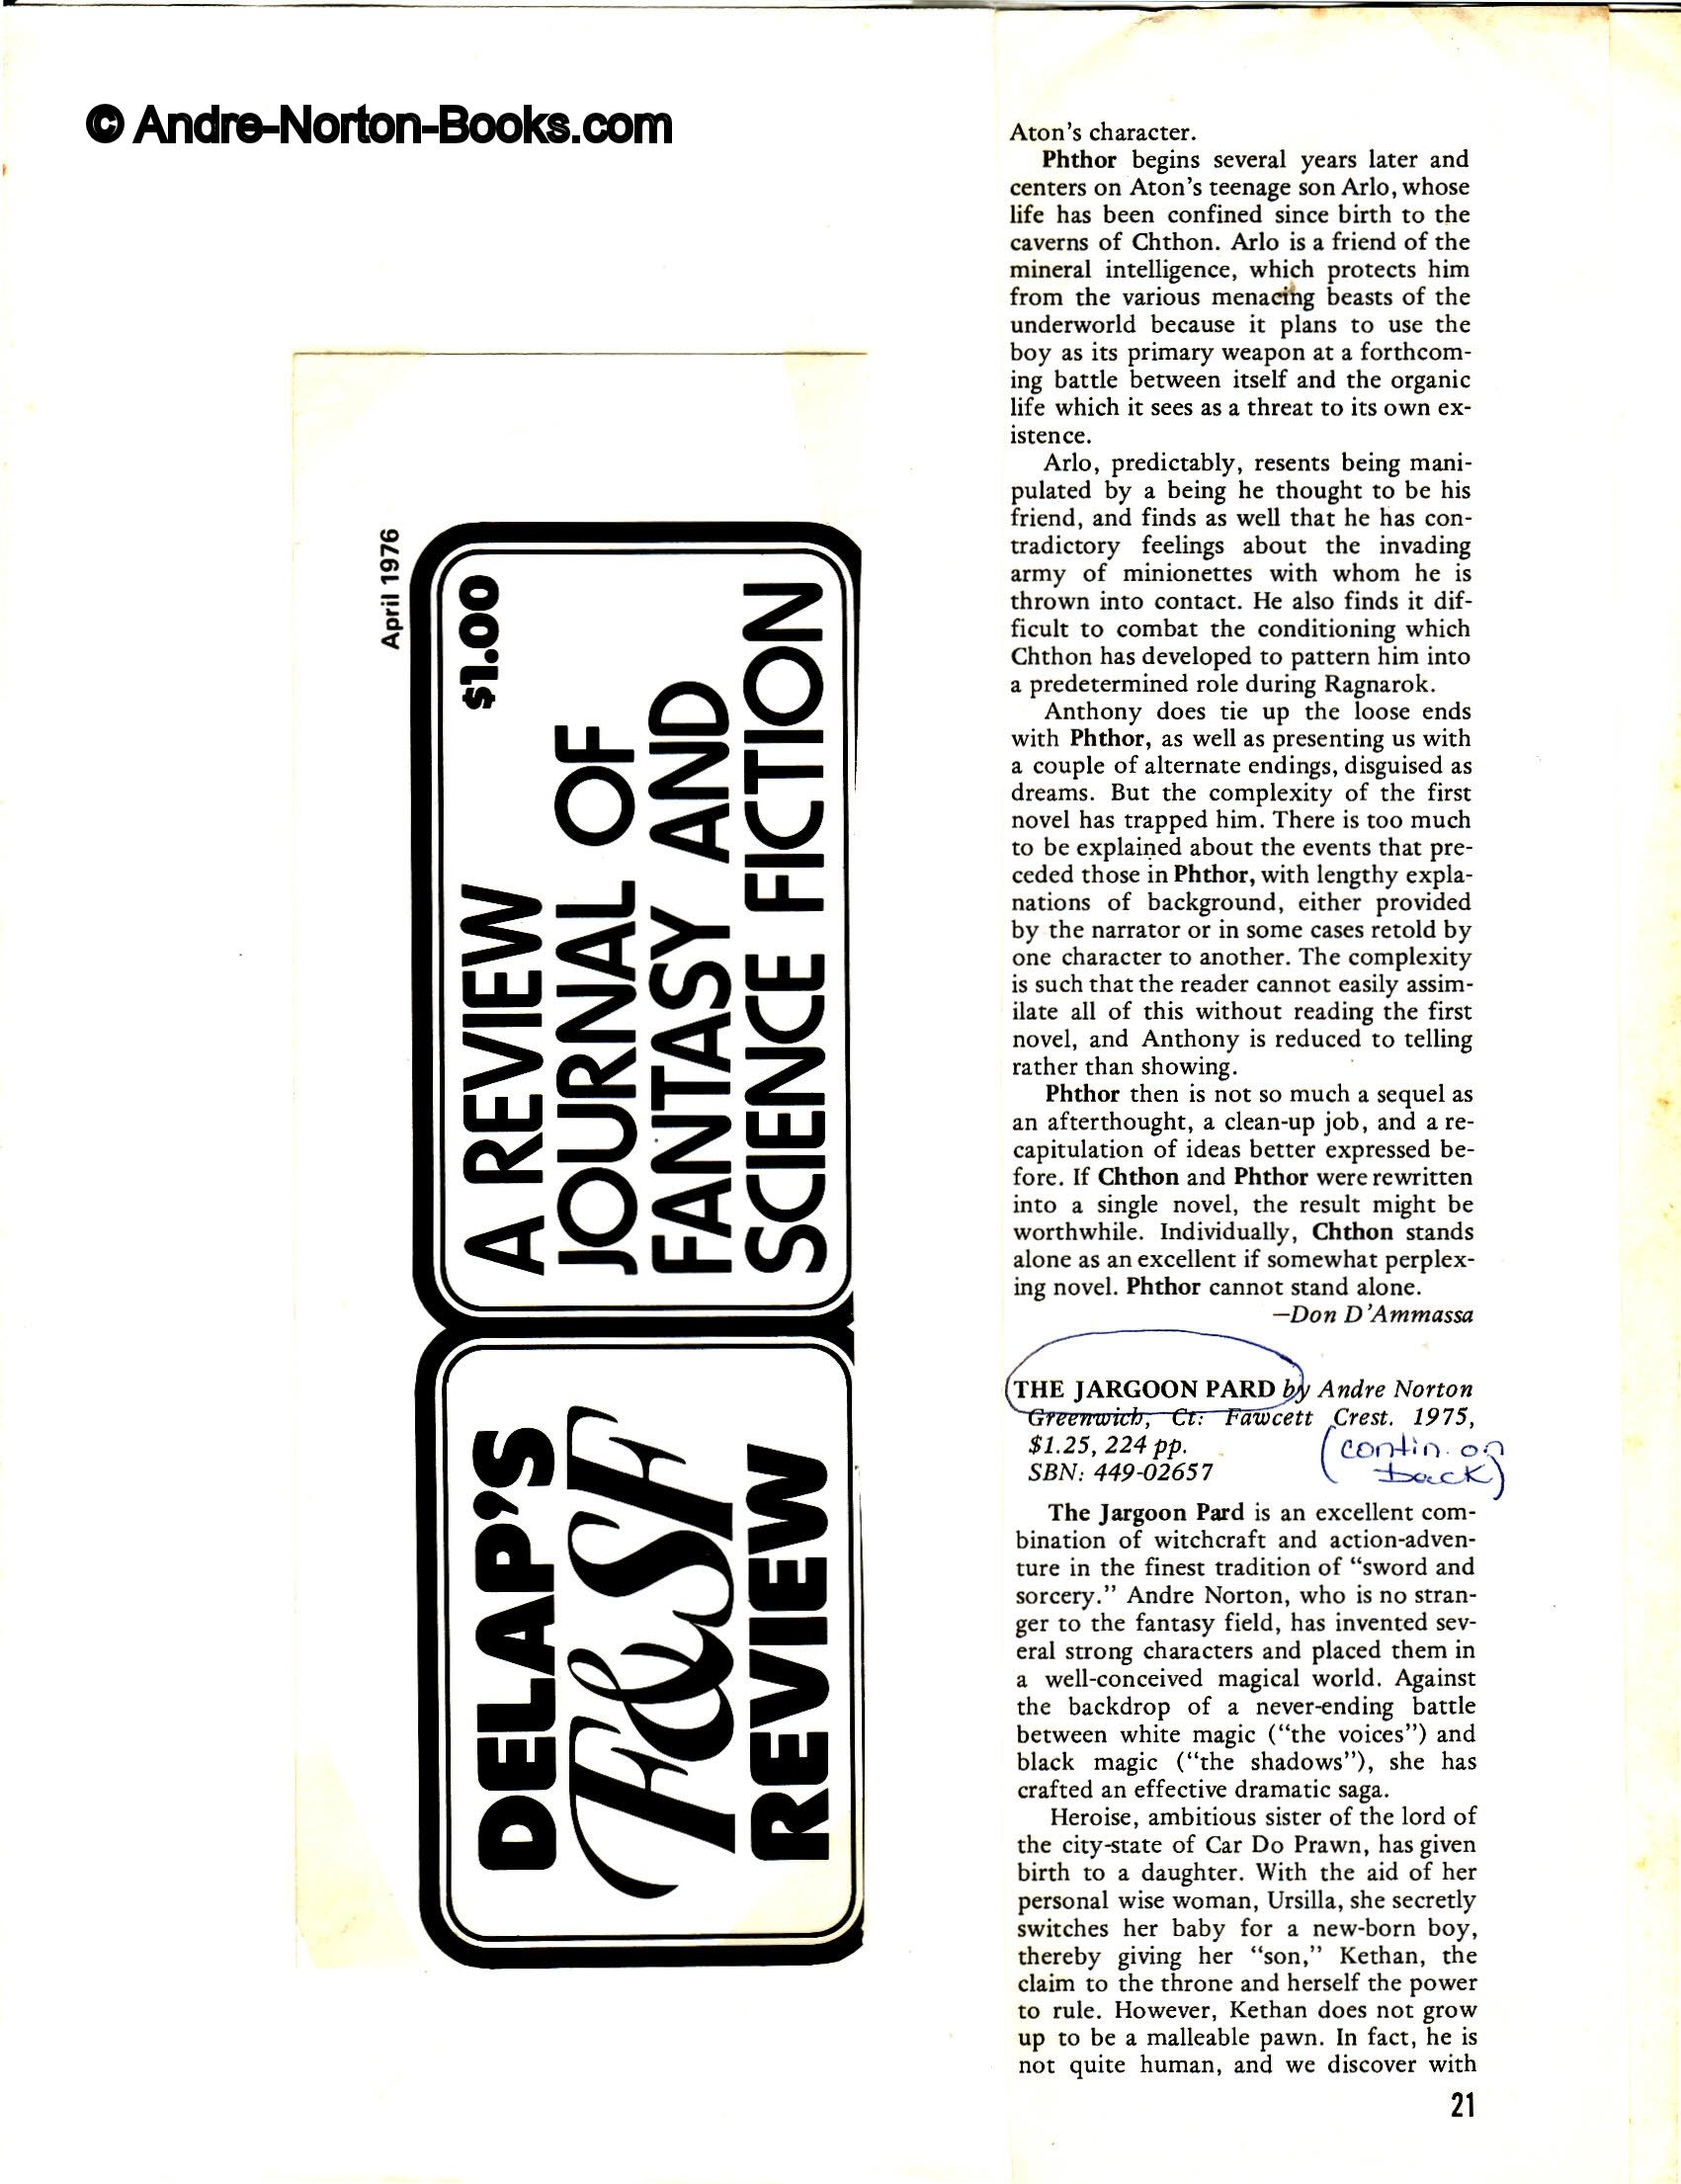 © Andre-Norton-Books.com
April 1976
$1.00
A REVIEW
JOURNAL OF
FANTASY AND
SCIENCE FICTION
DELAP'S
F&SF
REVIEW
Aton's character.
Phthor begins several years later and
centers on Aton's teenage son Arlo, whose
life has been confined since birth to the
caverns of Chthon. Arlo is a friend of the
mineral intelligence, which protects him
from the various menacing beasts of the
underworld because it plans to use the
boy as its primary weapon at a forthcom-
ing battle between itself and the organic
life which it sees as a threat to its own ex-
istence.
Arlo, predictably, resents being mani-
pulated by a being he thought to be his
friend, and finds as well that he has con-
tradictory feelings about the invading
army of minionettes with whom he is
thrown into contact. He also finds it dif-
ficult to combat the conditioning which
Chthon has developed to pattern him into
a predetermined role during Ragnarok.
Anthony does tie up the loose ends
with Phthor, as well as presenting us with
a couple of alternate endings, disguised as
dreams. But the complexity of the first
novel has trapped him. There is too much
to be explained about the events that pre-
ceded those in Phthor, with lengthy expla-
nations of background, either provided
by the narrator or in some cases retold by
one character to another. The complexity
is such that the reader cannot easily assim-
ilate all of this without reading the first
novel, and Anthony is reduced to telling
rather than showing.
Phthor then is not so much a sequel as
an afterthought, a clean-up job, and a re-
capitulation of ideas better expressed be-
fore. If Chthon and Phthor were rewritten
into a single novel, the result might be
worthwhile. Individually, Chthon stands
alone as an excellent if somewhat perplex-
ing novel. Phthor cannot stand alone.
—Don D'Ammassa
THE JARGOON PARD by Andre Norton
Greenwich, Ct: Fawcett Crest. 1975,
$1.25, 224 pp.
SBN: 449-02657
(contin. on
back)
The Jargoon Pard is an excellent com-
bination of witchcraft and action-adven-
ture in the finest tradition of "sword and
sorcery." Andre Norton, who is no stran-
ger to the fantasy field, has invented sev-
eral strong characters and placed them in
a well-conceived magical world. Against
the backdrop of a never-ending battle
between white magic ("the voices") and
black magic ("the shadows"), she has
crafted an effective dramatic saga.
Heroise, ambitious sister of the lord of
the city-state of Car Do Prawn, has given
birth to a daughter. With the aid of her
personal wise woman, Ursilla, she secretly
switches her baby for a new-born boy,
thereby giving her "son," Kethan, the
claim to the throne and herself the power
to rule. However, Kethan does not grow
up to be a malleable pawn. In fact, he is
not quite human, and we discover with
21